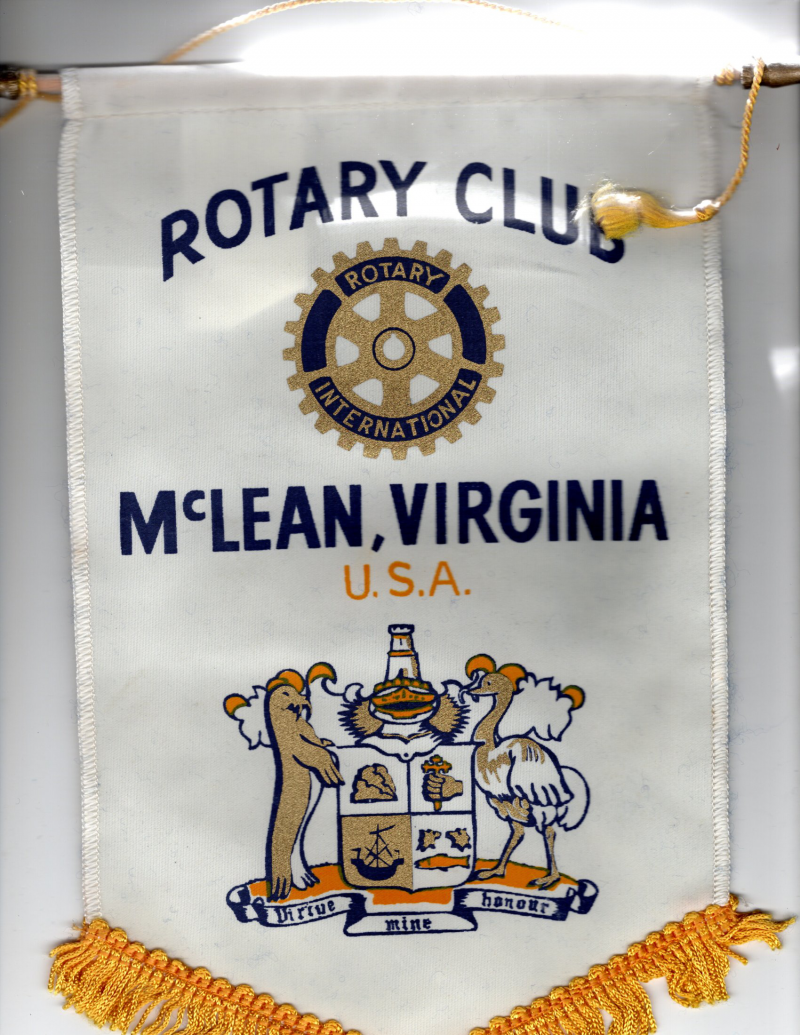 ROTARY CLUB
ROTARY
INTERNATIONAL
McLEAN, VIRGINIA
U.S.A.
Virtue mine honour